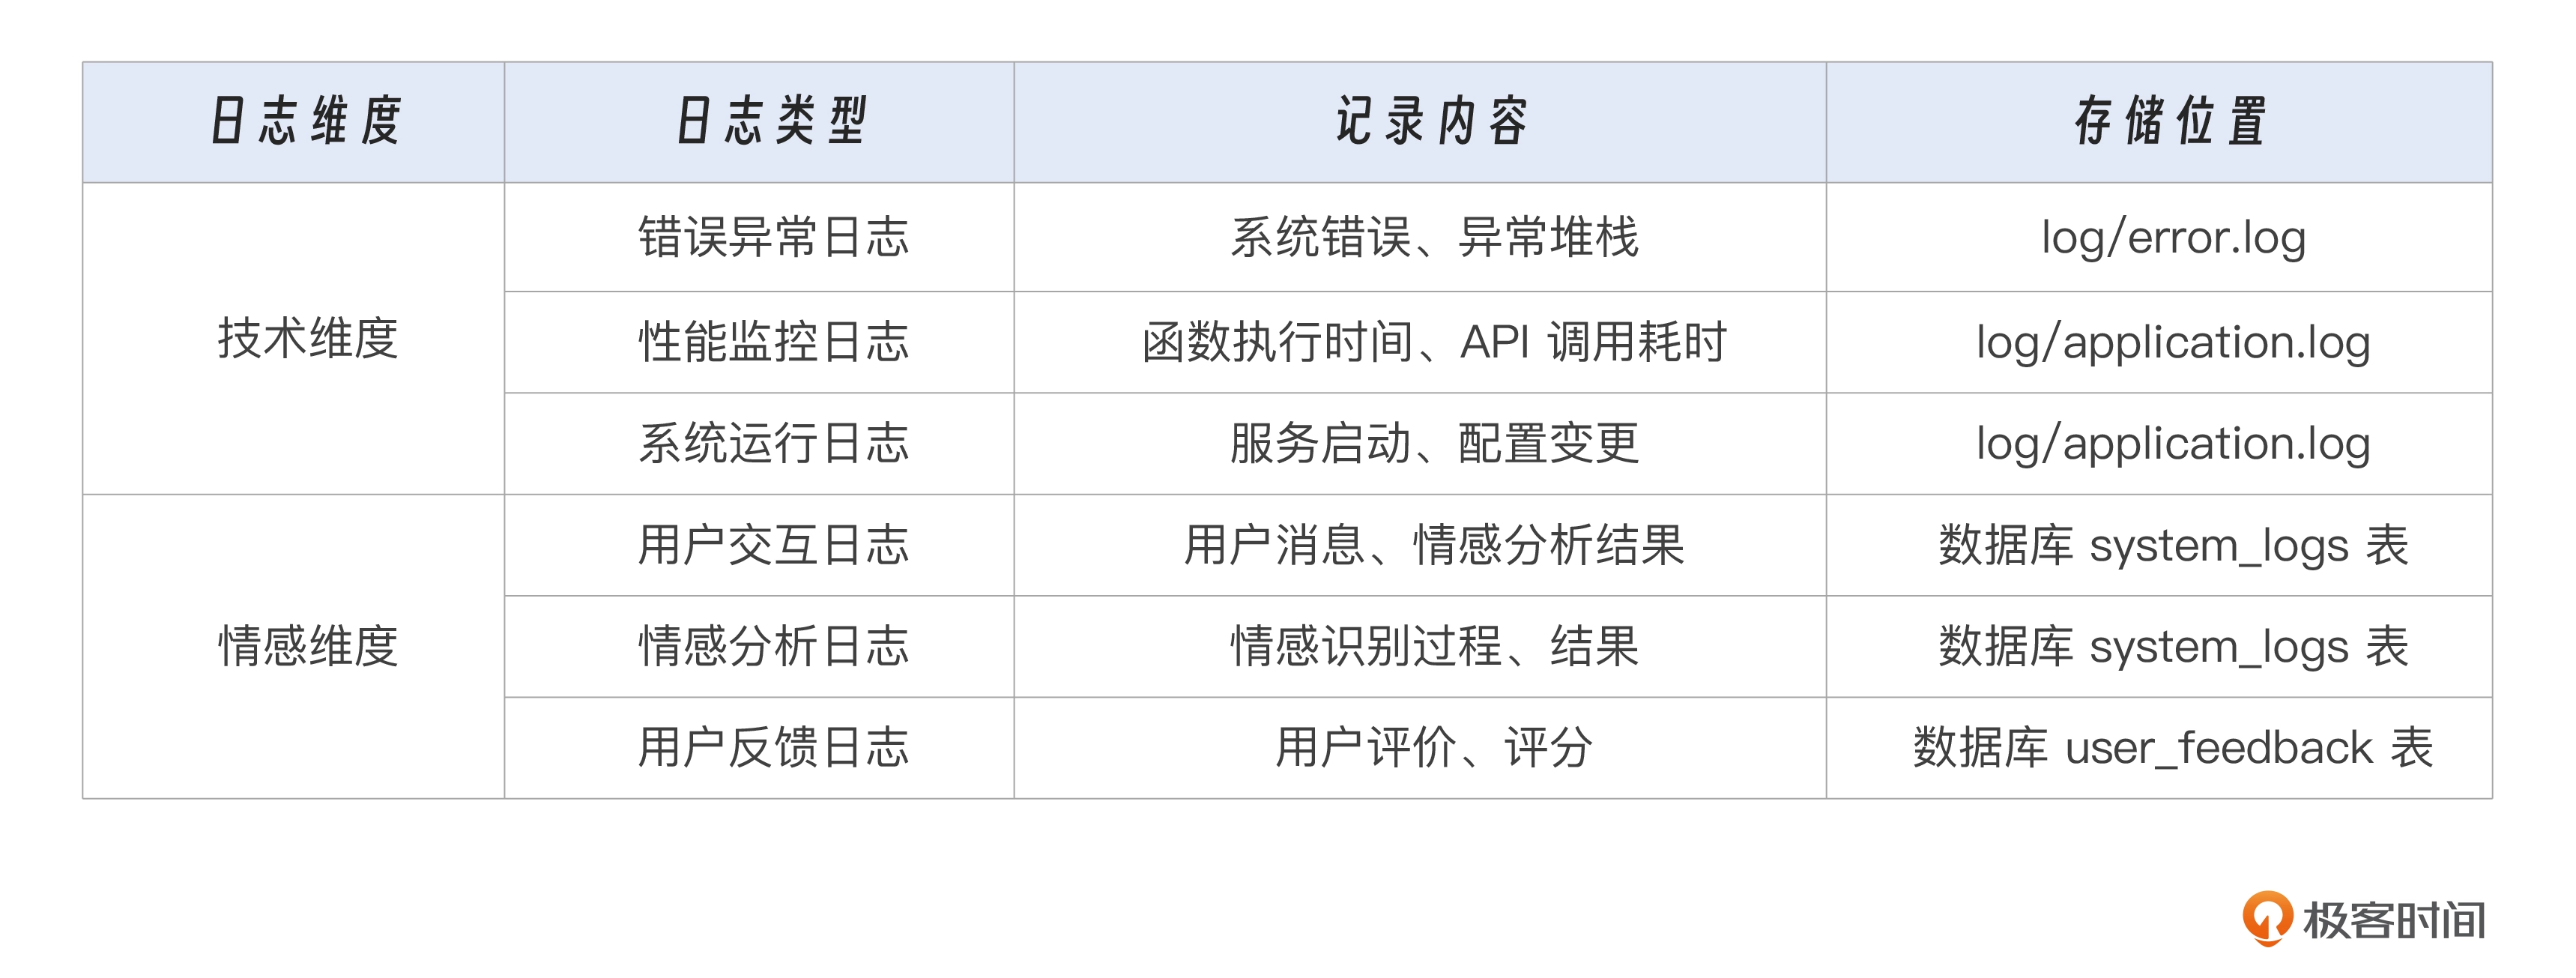 日志维度 日志类型 记录内容 存储位置
技术维度 错误异常日志 系统错误、异常堆栈 log/error.log
性能监控日志 函数执行时间、API 调用耗时 log/application.log
系统运行日志 服务启动、配置变更 log/application.log
情感维度 用户交互日志 用户消息、情感分析结果 数据库 system_logs 表
情感分析日志 情感识别过程、结果 数据库 system_logs 表
用户反馈日志 用户评价、评分 数据库 user_feedback 表
极客时间